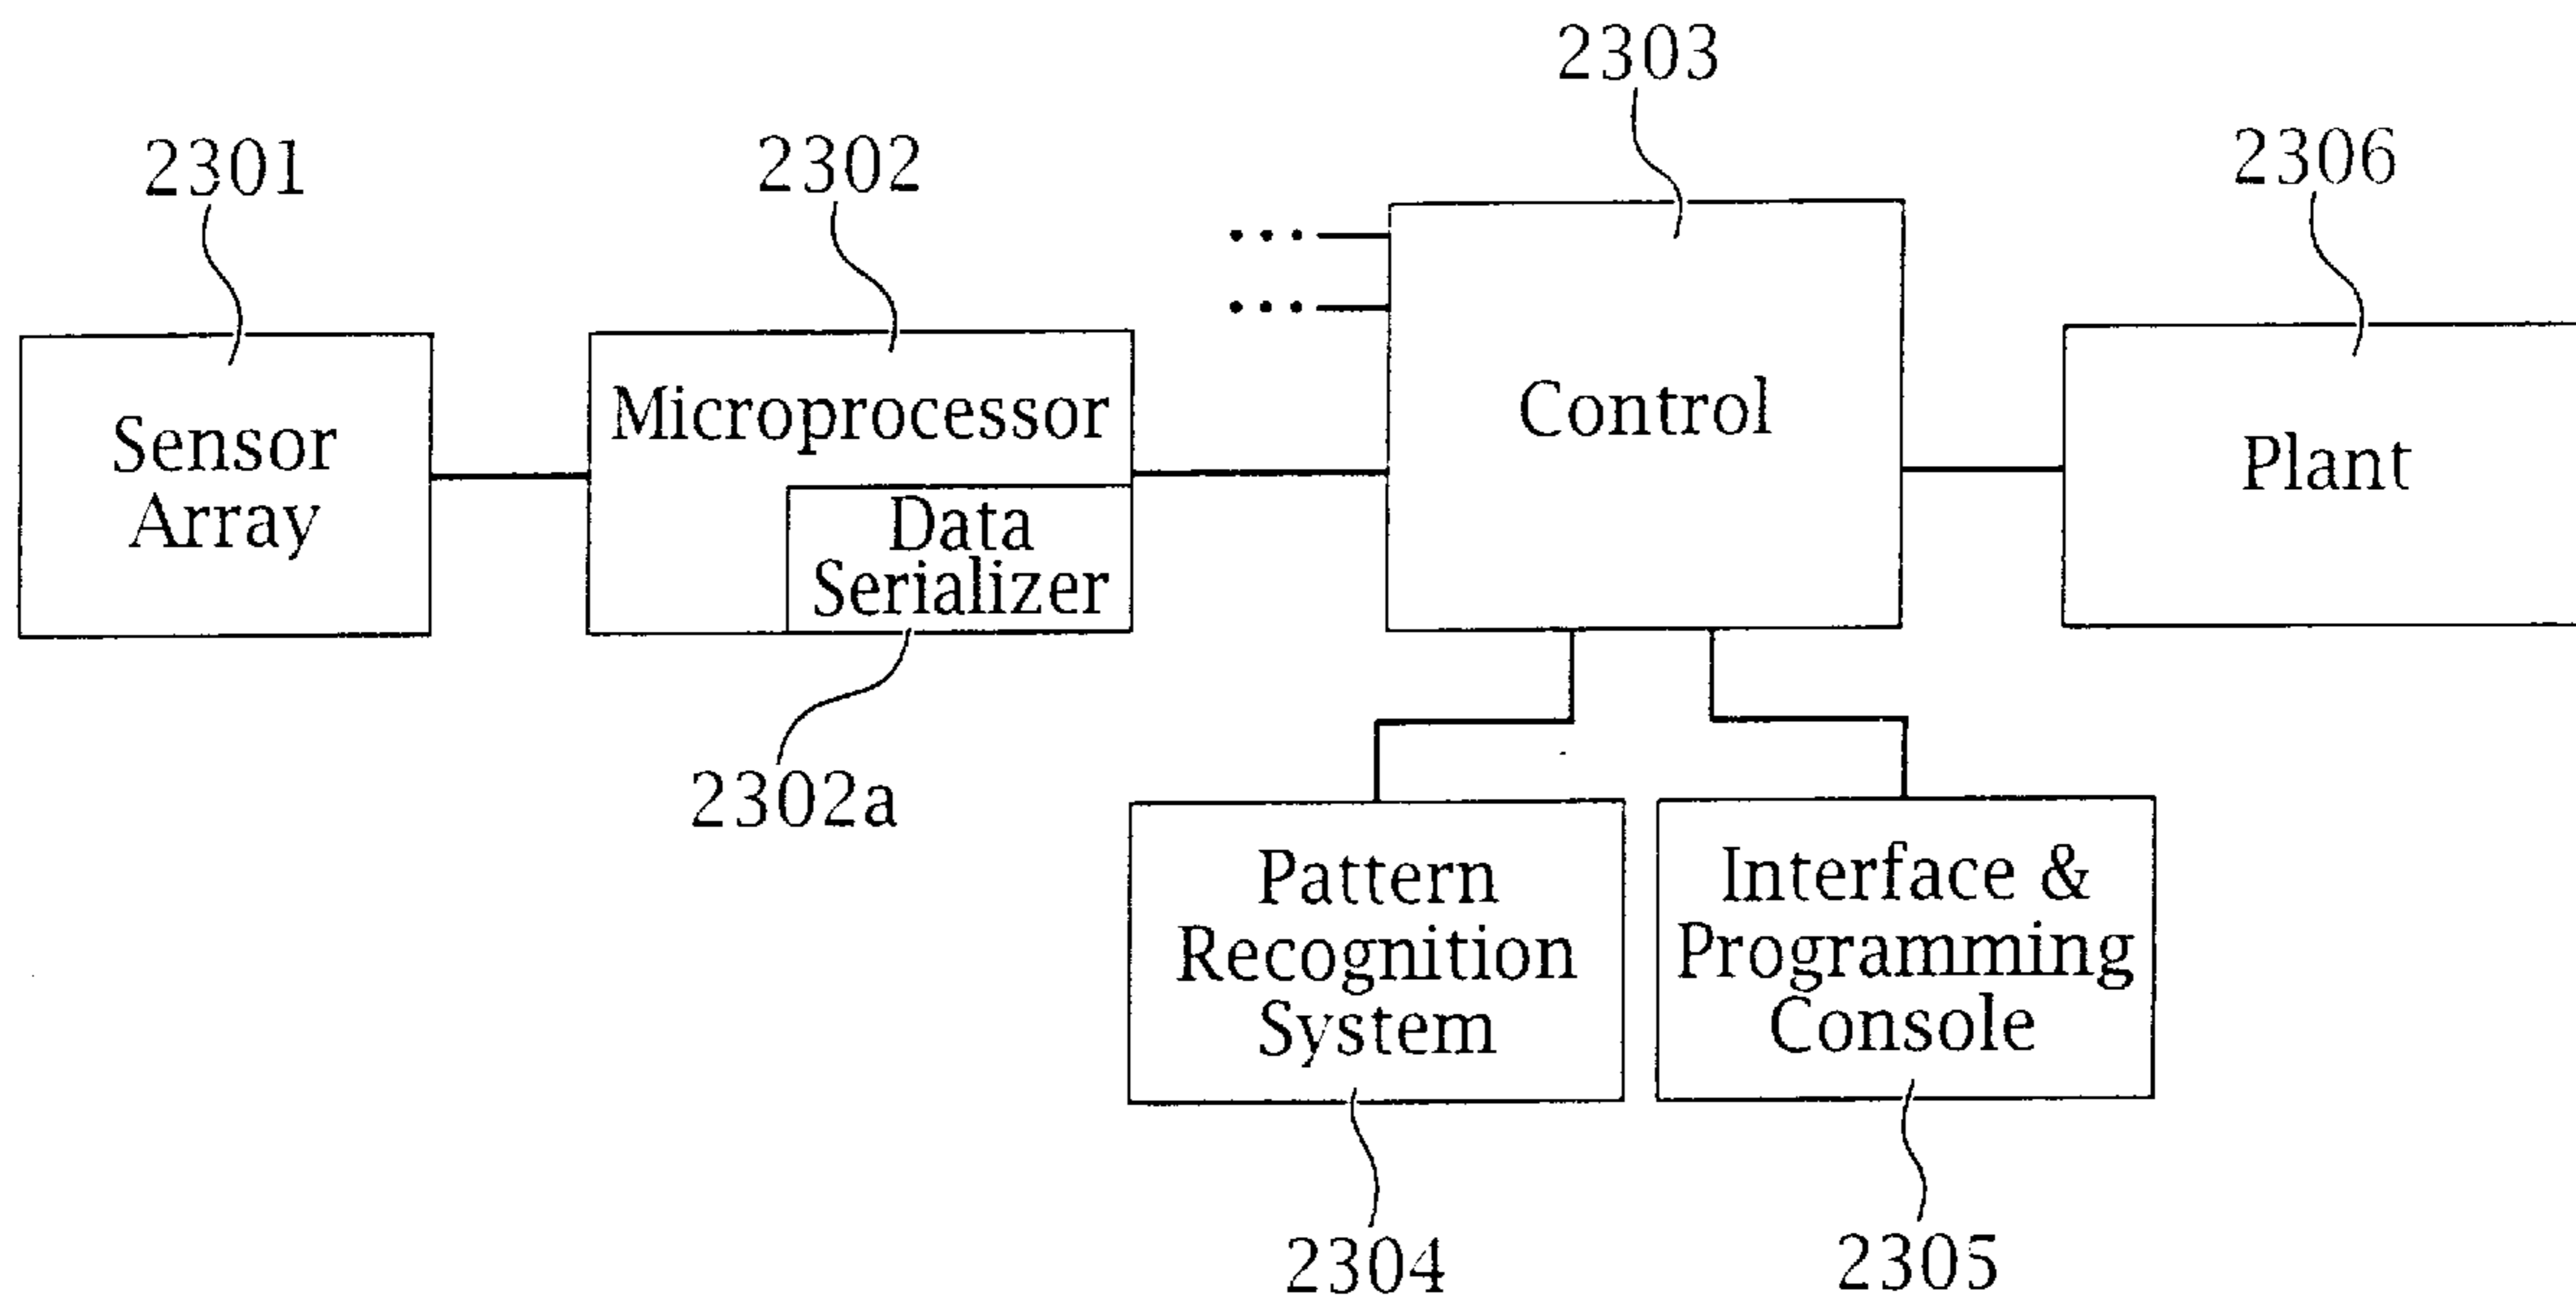 2303
2301
2302
2306
Sensor
Array
Microprocessor
Data
Serializer
Control
Plant
2302a
Pattern
Recognition
System
Interface &
Programming
Console
2304
2305